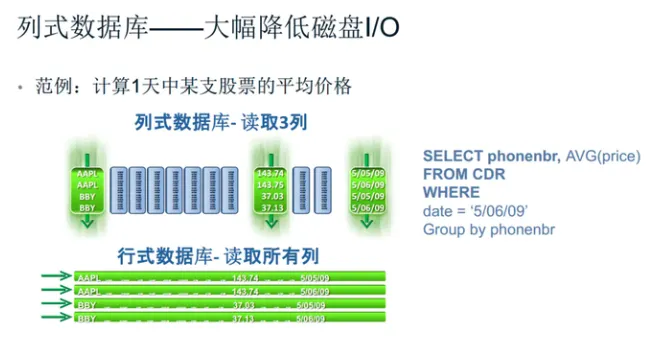 列式数据库——大幅降低磁盘I/O
• 范例：计算1天中某支股票的平均价格
列式数据库- 读取3列
AAPL 143.74 5/05/09
AAPL 143.75 5/06/09
BBY 37.03 5/05/09
BBY 37.13 5/06/09
SELECT phonenbr, AVG(price)
FROM CDR
WHERE
date = ‘5/06/09’
Group by phonenbr
行式数据库- 读取所有列
AAPL 143.74 5/05/09
AAPL 143.74 5/06/09
BBY 37.03 5/05/09
BBY 37.13 5/06/09